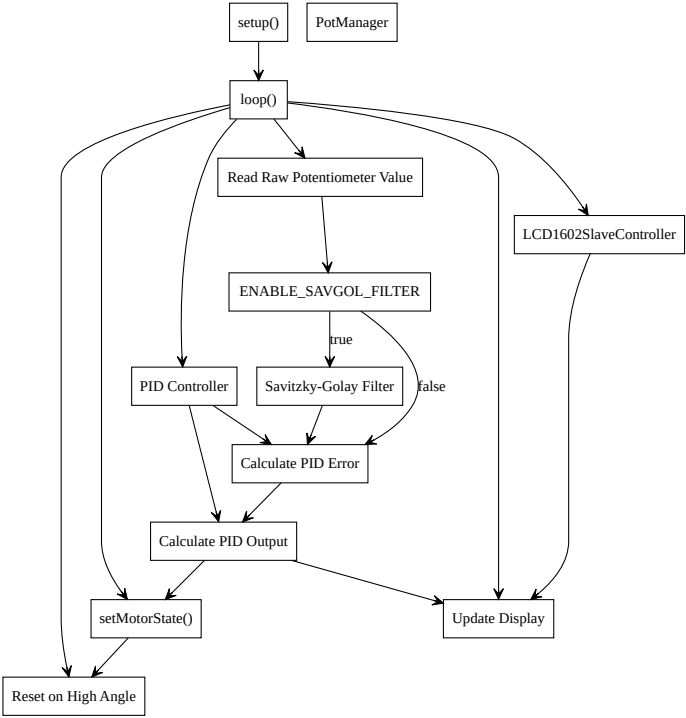 setup()
PotManager
loop()
Read Raw Potentiometer Value
LCD1602SlaveController
ENABLE_SAVGOL_FILTER
true
PID Controller
Savitzky-Golay Filter
false
Calculate PID Error
Calculate PID Output
setMotorState()
Update Display
Reset on High Angle